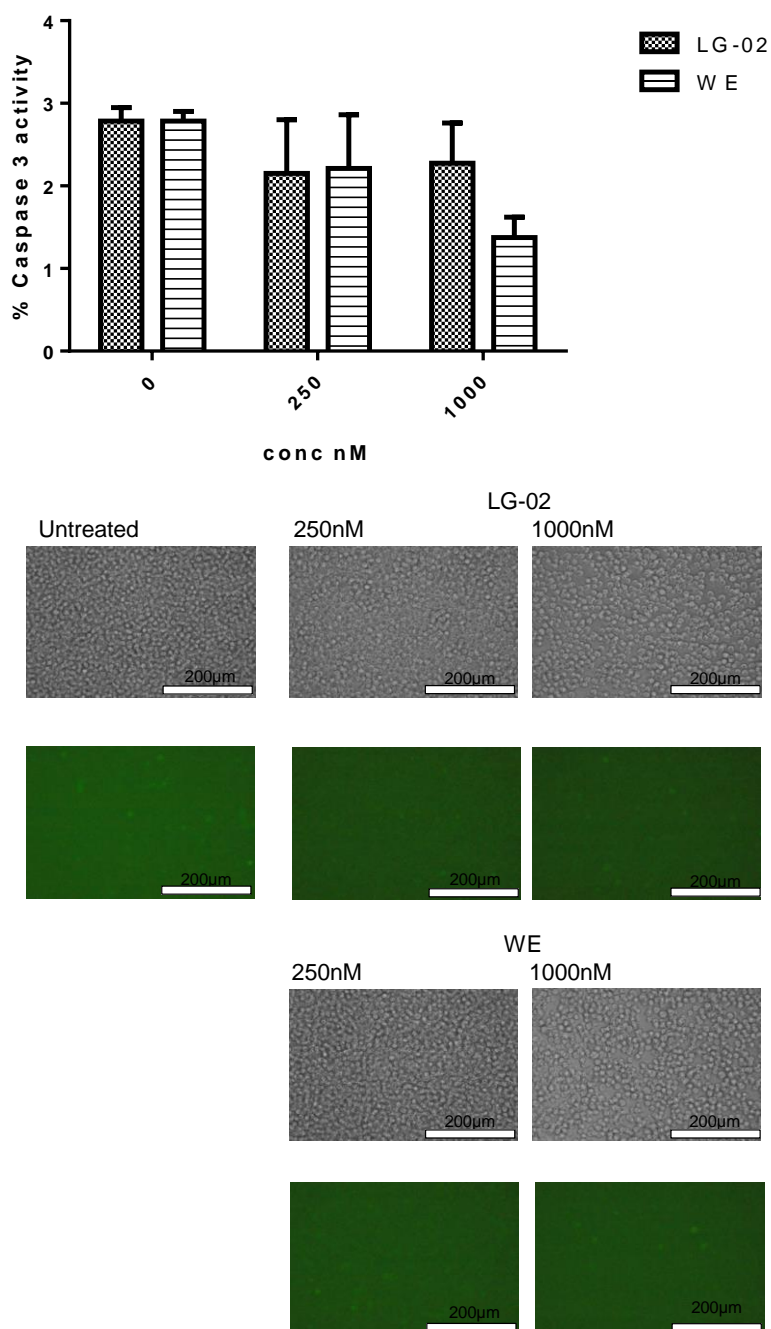 4
3
2
1
0
% Caspase 3 activity
0
250
1000
conc nM
LG-02
WE
LG-02
Untreated 250nM 1000nM
200µm 200µm 200µm
200µm 200µm 200µm
WE
250nM 1000nM
200µm 200µm
200µm 200µm